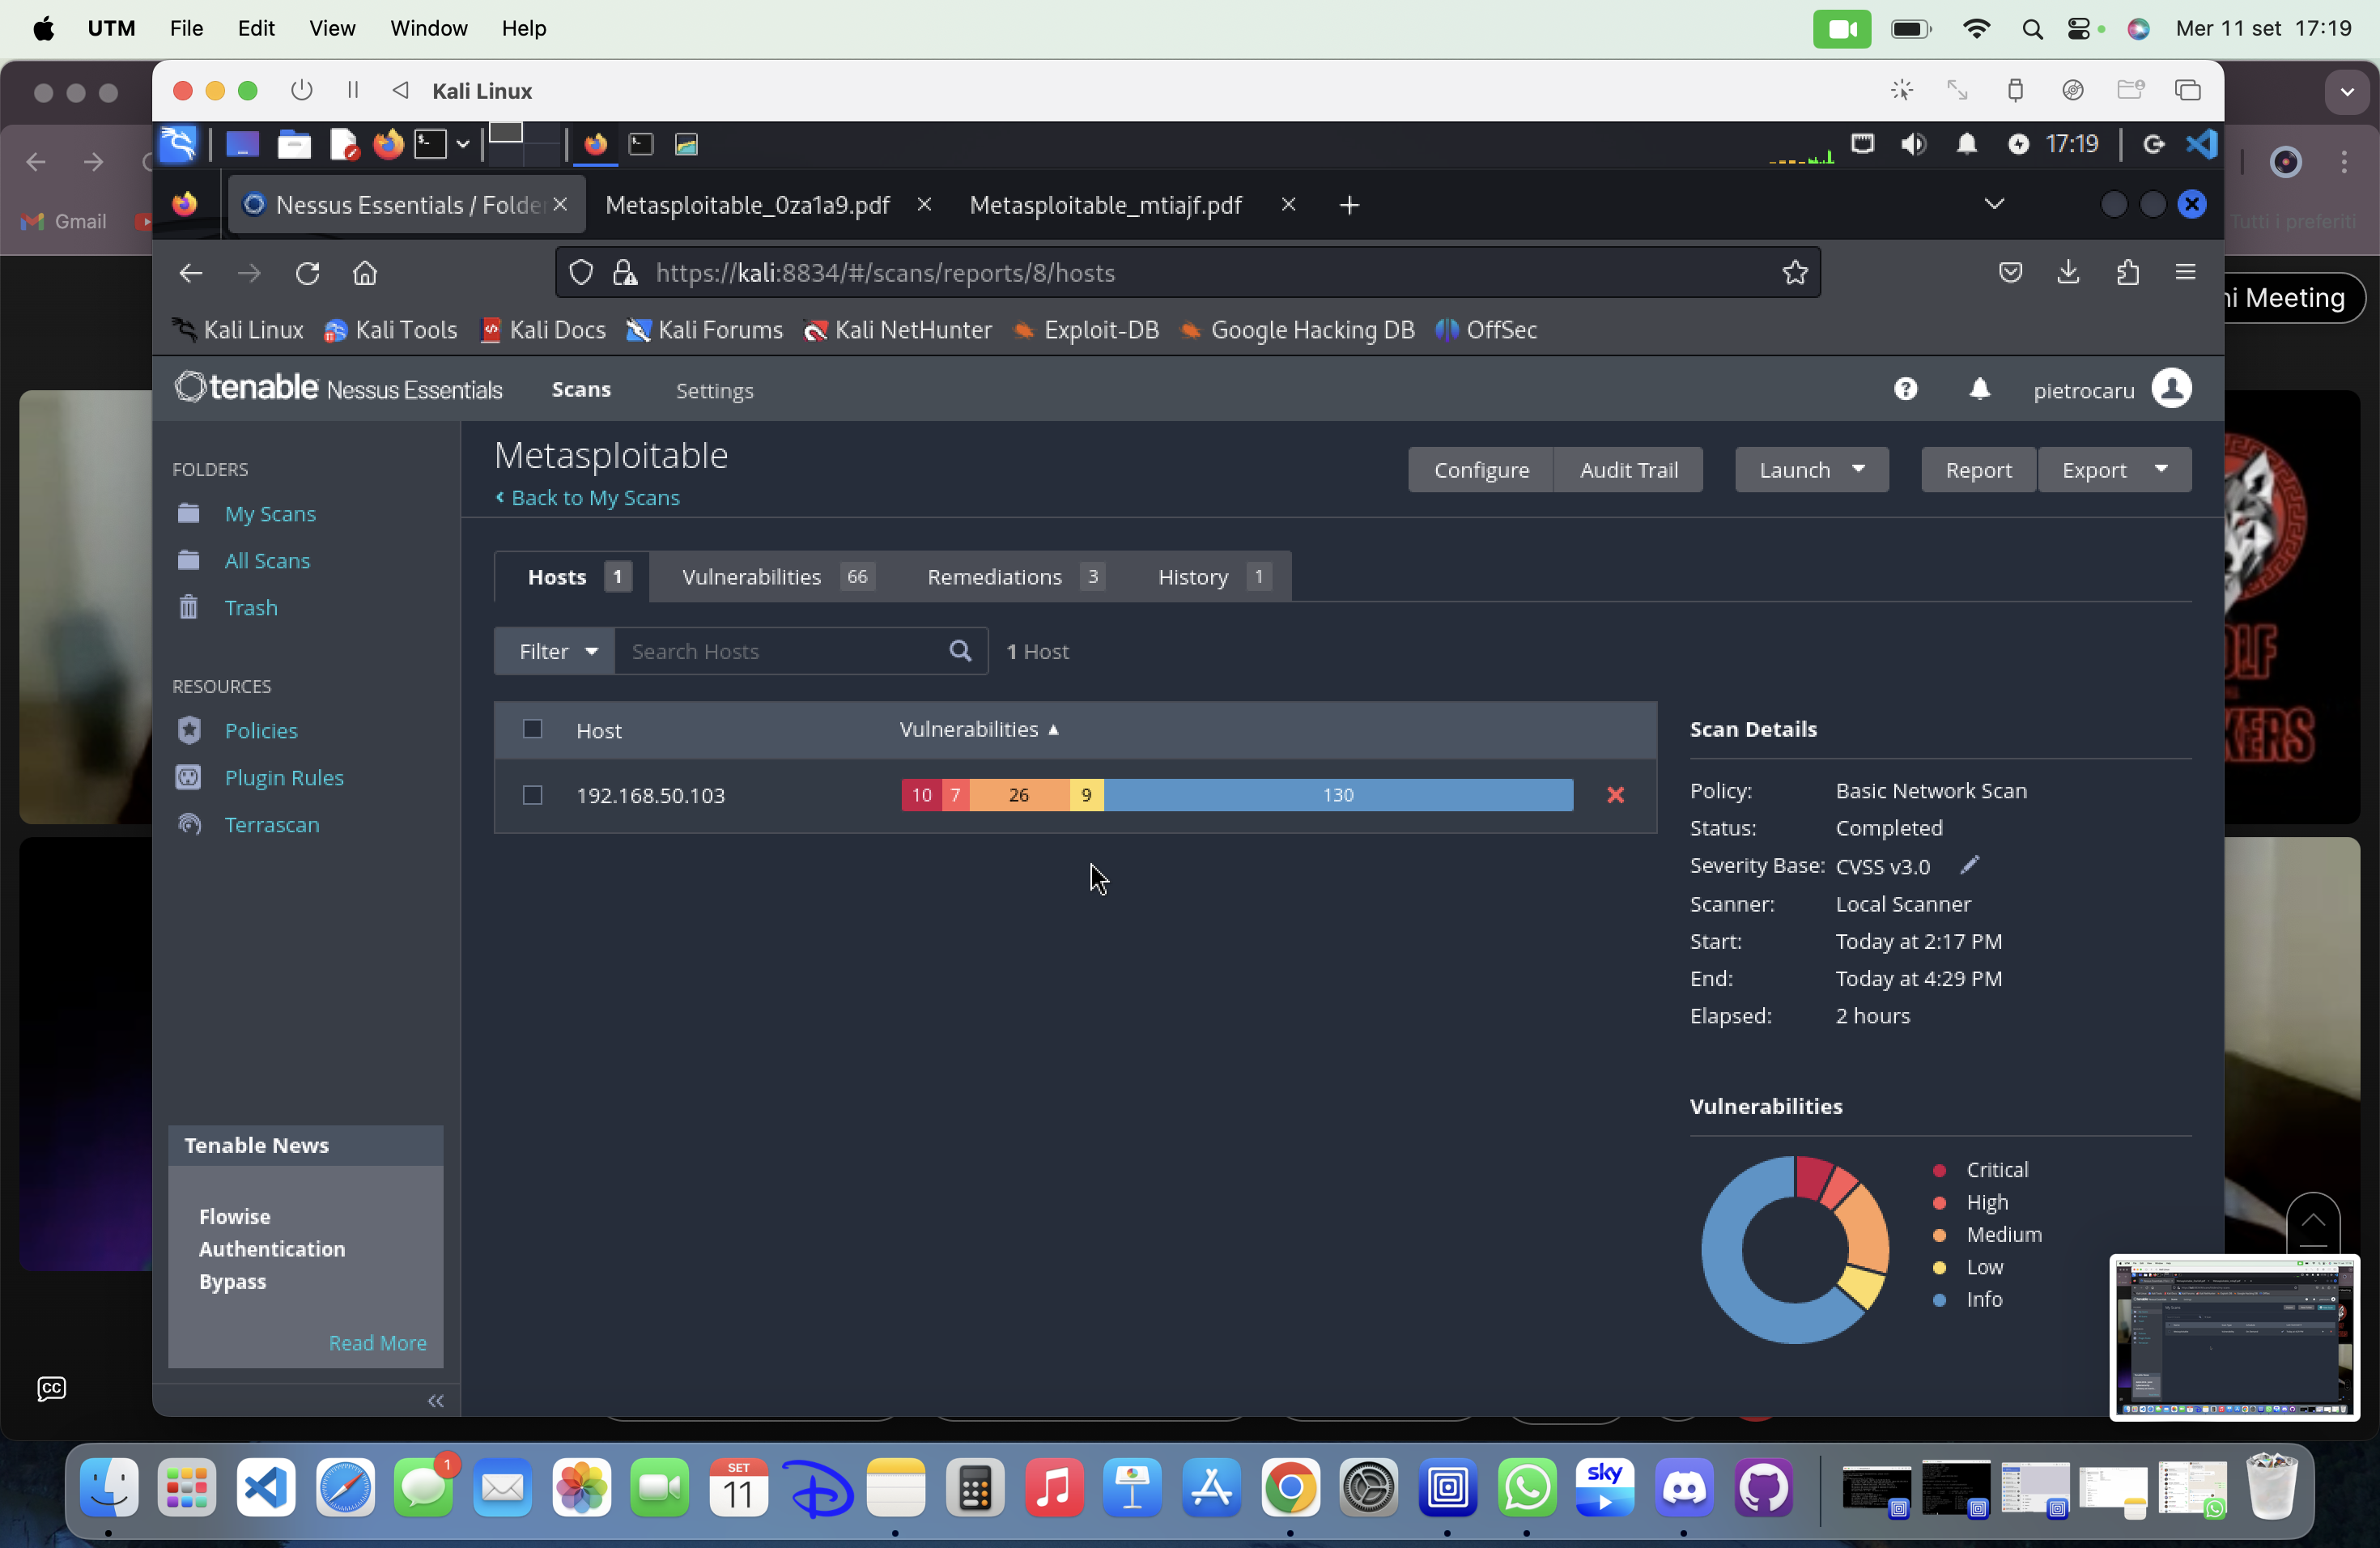 UTM File Edit View Window Help Mer 11 set 17:19
Kali Linux
17:19
Nessus Essentials / Folde Metasploitable_0za1a9.pdf Metasploitable_mtiajf.pdf
Gmail Tutti i preferiti
https://kali:8834/#/scans/reports/8/hosts
ni Meeting
Kali Linux Kali Tools Kali Docs Kali Forums Kali NetHunter Exploit-DB Google Hacking DB OffSec
tenable Nessus Essentials Scans Settings pietrocaru
FOLDERS
My Scans
All Scans
Trash
RESOURCES
Policies
Plugin Rules
Terrascan
Tenable News
Flowise
Authentication
Bypass
Read More
Metasploitable
Back to My Scans
Configure Audit Trail Launch Report Export
Hosts 1 Vulnerabilities 66 Remediations 3 History 1
Filter Search Hosts 1 Host
Host Vulnerabilities
192.168.50.103 10 7 26 9 130
Scan Details
Policy: Basic Network Scan
Status: Completed
Severity Base: CVSS v3.0
Scanner: Local Scanner
Start: Today at 2:17 PM
End: Today at 4:29 PM
Elapsed: 2 hours
Vulnerabilities
Critical
High
Medium
Low
Info
CC
1
SET
11
sky